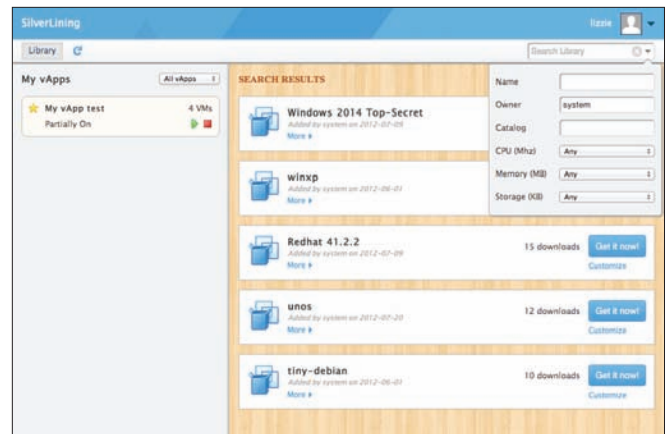 SilverLining
lizzie
Library
Search Library
My vApps
All vApps
My vApp test
4 VMs
Partially On
SEARCH RESULTS
Windows 2014 Top-Secret
Added by system on 2012-07-09
More
winxp
Added by system on 2012-06-01
More
Redhat 41.2.2
Added by system on 2012-07-09
More
15 downloads
Get it now!
Customize
unos
Added by system on 2012-07-20
More
12 downloads
Get it now!
Customize
tiny-debian
Added by system on 2012-06-01
More
10 downloads
Get it now!
Customize
Name
Owner
system
Catalog
CPU (Mhz)
Any
Memory (MB)
Any
Storage (KB)
Any